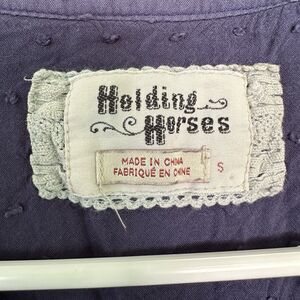 Holding
Horses
MADE IN CHINA
FABRIQUÉ EN CHINE
S